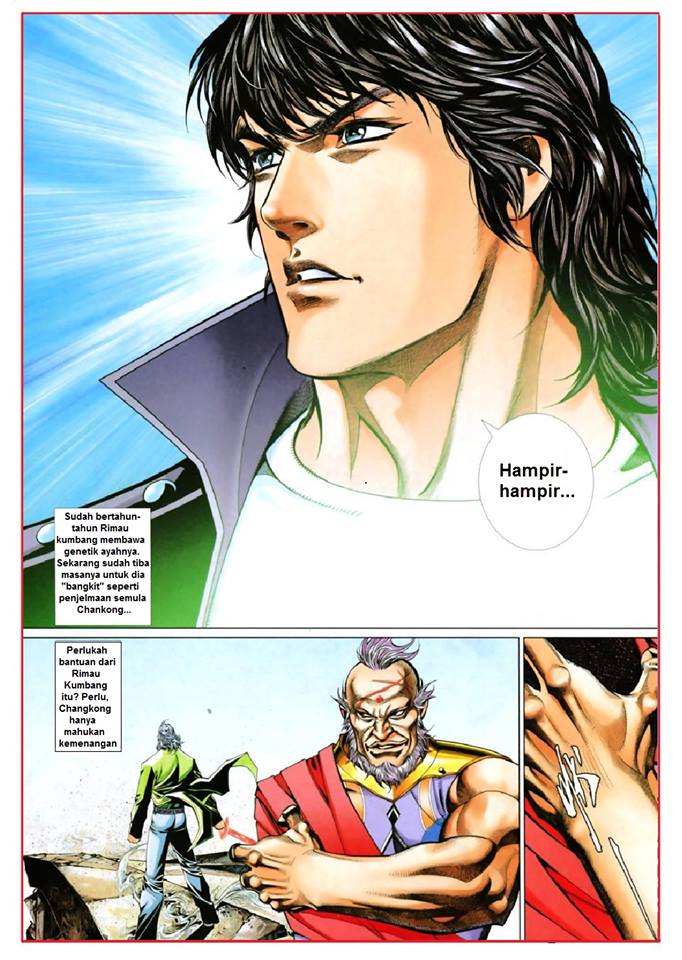 Hampir-
hampir...
Sudah bertahun-
tahun Rimau
kumbang membawa
genetik ayahnya.
Sekarang sudah tiba
masanya untuk dia
"bangkit" seperti
penjelmaan semula
Chankong...
Perlukah
bantuan dari
Rimau
Kumbang
itu? Perlu,
Changkong
hanya
mahukan
kemenangan